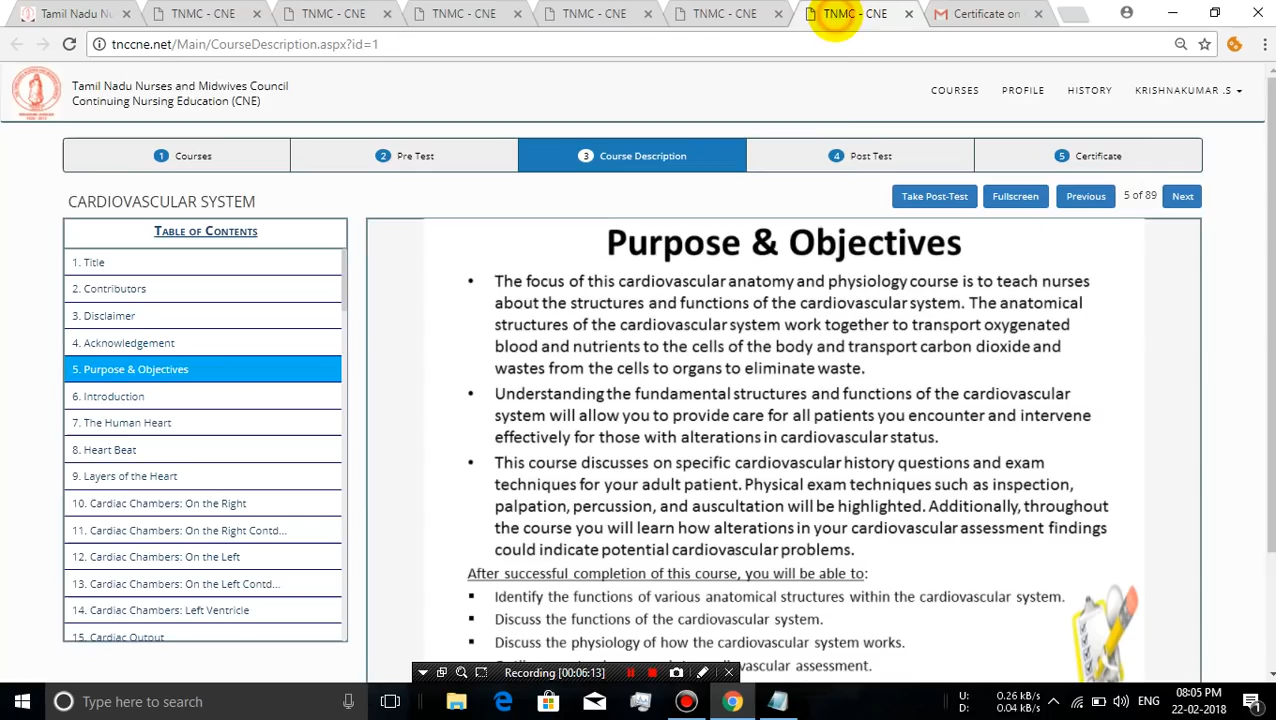 Tamil Nadu N
TNMC - CNE
TNMC - CNE
TNMC - CNE
TNMC - CNE
TNMC - CNE
TNMC - CNE
Certificate on
tnccne.net/Main/CourseDescription.aspx?id=1
Tamil Nadu Nurses and Midwives Council
Continuing Nursing Education (CNE)
COURSES
PROFILE
HISTORY
KRISHNAKUMAR .S
1 Courses
2 Pre Test
3 Course Description
4 Post Test
5 Certificate
CARDIOVASCULAR SYSTEM
Take Post-Test
Fullscreen
Previous
5 of 89
Next
TABLE OF CONTENTS
1. Title
2. Contributors
3. Disclaimer
4. Acknowledgement
5. Purpose & Objectives
6. Introduction
7. The Human Heart
8. Heart Beat
9. Layers of the Heart
10. Cardiac Chambers: On the Right
11. Cardiac Chambers: On the Right Contd...
12. Cardiac Chambers: On the Left
13. Cardiac Chambers: On the Left Contd...
14. Cardiac Chambers: Left Ventricle
15. Cardiac Output
Purpose & Objectives
• The focus of this cardiovascular anatomy and physiology course is to teach nurses
about the structures and functions of the cardiovascular system. The anatomical
structures of the cardiovascular system work together to transport oxygenated
blood and nutrients to the cells of the body and transport carbon dioxide and
wastes from the cells to organs to eliminate waste.
• Understanding the fundamental structures and functions of the cardiovascular
system will allow you to provide care for all patients you encounter and intervene
effectively for those with alterations in cardiovascular status.
• This course discusses on specific cardiovascular history questions and exam
techniques for your adult patient. Physical exam techniques such as inspection,
palpation, percussion, and auscultation will be highlighted. Additionally, throughout
the course you will learn how alterations in your cardiovascular assessment findings
could indicate potential cardiovascular problems.
After successful completion of this course, you will be able to:
▪ Identify the functions of various anatomical structures within the cardiovascular system.
▪ Discuss the functions of the cardiovascular system.
▪ Discuss the physiology of how the cardiovascular system works.
vascular assessment.
Recording [00:06:13]
Type here to search
U: 0.26 kB/s
D: 0.04 kB/s
ENG
08:05 PM
22-02-2018
1